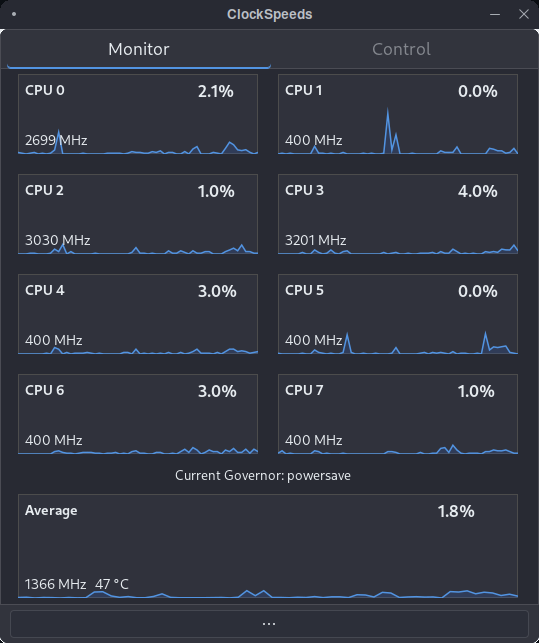 ClockSpeeds
Monitor Control
CPU 0 2.1%
2699 MHz
CPU 1 0.0%
400 MHz
CPU 2 1.0%
3030 MHz
CPU 3 4.0%
3201 MHz
CPU 4 3.0%
400 MHz
CPU 5 0.0%
400 MHz
CPU 6 3.0%
400 MHz
CPU 7 1.0%
400 MHz
Current Governor: powersave
Average 1.8%
1366 MHz 47 °C
...